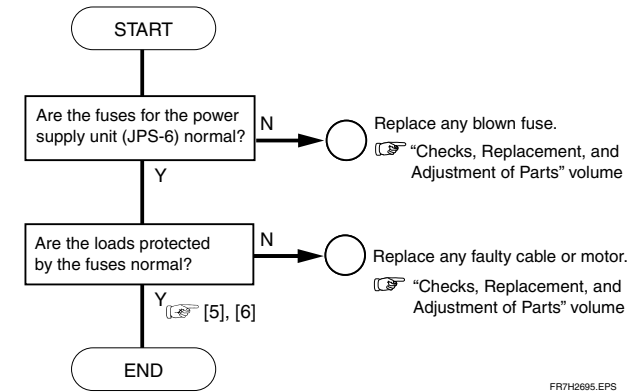 START
Are the fuses for the power
supply unit (JPS-6) normal?
N
Replace any blown fuse.
“Checks, Replacement, and
Adjustment of Parts” volume
Y
Are the loads protected
by the fuses normal?
N
Replace any faulty cable or motor.
“Checks, Replacement, and
Adjustment of Parts” volume
Y
[5], [6]
END
FR7H2695.EPS